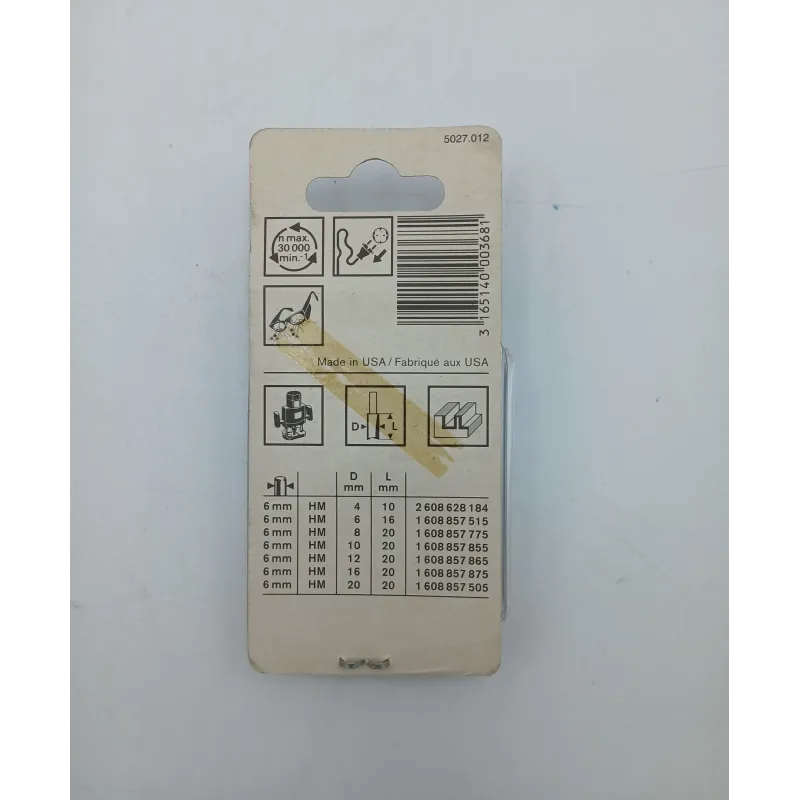 5027.012
n max.
30 000
min.⁻¹
3 165140 003681
Made in USA / Fabriqué aux USA
D L
D L
mm mm
6 mm HM 4 10 2 608 628 184
6 mm HM 6 16 1 608 857 515
6 mm HM 8 20 1 608 857 775
6 mm HM 10 20 1 608 857 855
6 mm HM 12 20 1 608 857 865
6 mm HM 16 20 1 608 857 875
6 mm HM 20 20 1 608 857 505